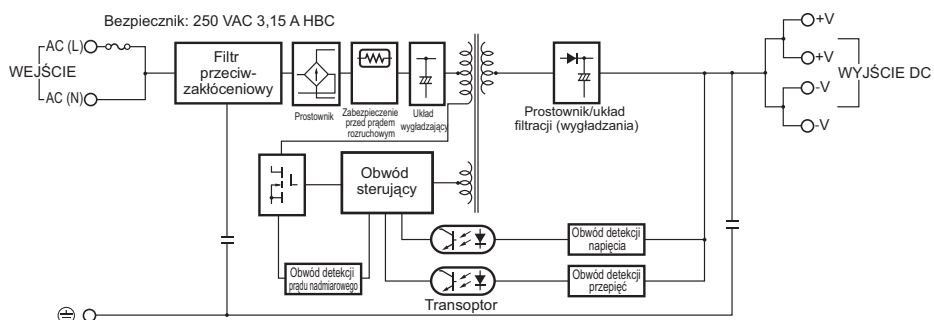 Bezpiecznik: 250 VAC 3,15 A HBC
AC (L)
WEJŚCIE
AC (N)
Filtr
przeciw-
zakłóceniowy
Prostownik
Zabezpieczenie
przed prądem
rozruchowym
Układ
wygładzający
Prostownik/układ
filtracji (wygładzania)
+V
+V
WYJŚCIE DC
-V
-V
Obwód
sterujący
Obwód detekcji
napięcia
Obwód detekcji
prądu nadmiarowego
Obwód detekcji
przepięć
Transoptor